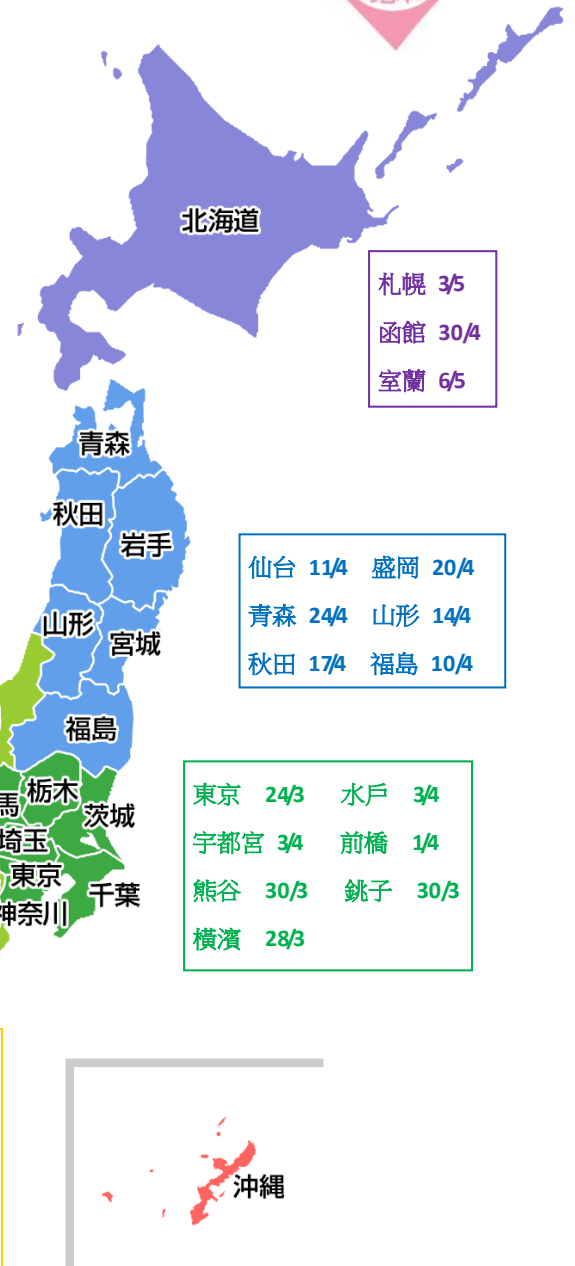 北海道
札幌 3/5
函館 30/4
室蘭 6/5
青森
秋田
岩手
仙台 11/4 盛岡 20/4
青森 24/4 山形 14/4
秋田 17/4 福島 10/4
山形
宮城
福島
東京 24/3 水戶 3/4
宇都宮 3/4 前橋 1/4
熊谷 30/3 銚子 30/3
橫濱 28/3
馬
栃木
茨城
埼玉
東京
千葉
神奈川
沖縄